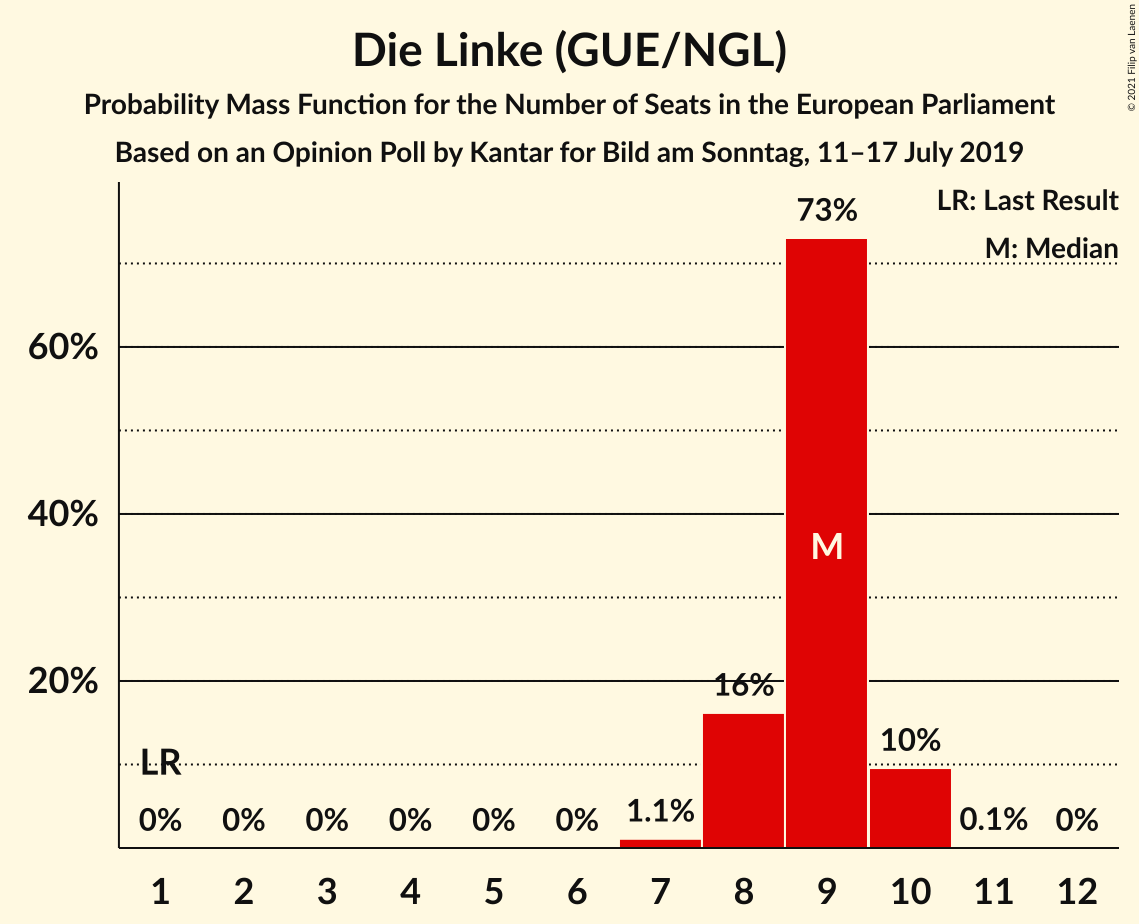 © 2021 Filip van Laenen
Die Linke (GUE/NGL)
Probability Mass Function for the Number of Seats in the European Parliament
Based on an Opinion Poll by Kantar for Bild am Sonntag, 11–17 July 2019
LR: Last Result
M: Median
73%
60%
40%
M
20%
16%
10%
LR
0% 0% 0% 0% 0% 0% 1.1% 0.1% 0%
1 2 3 4 5 6 7 8 9 10 11 12